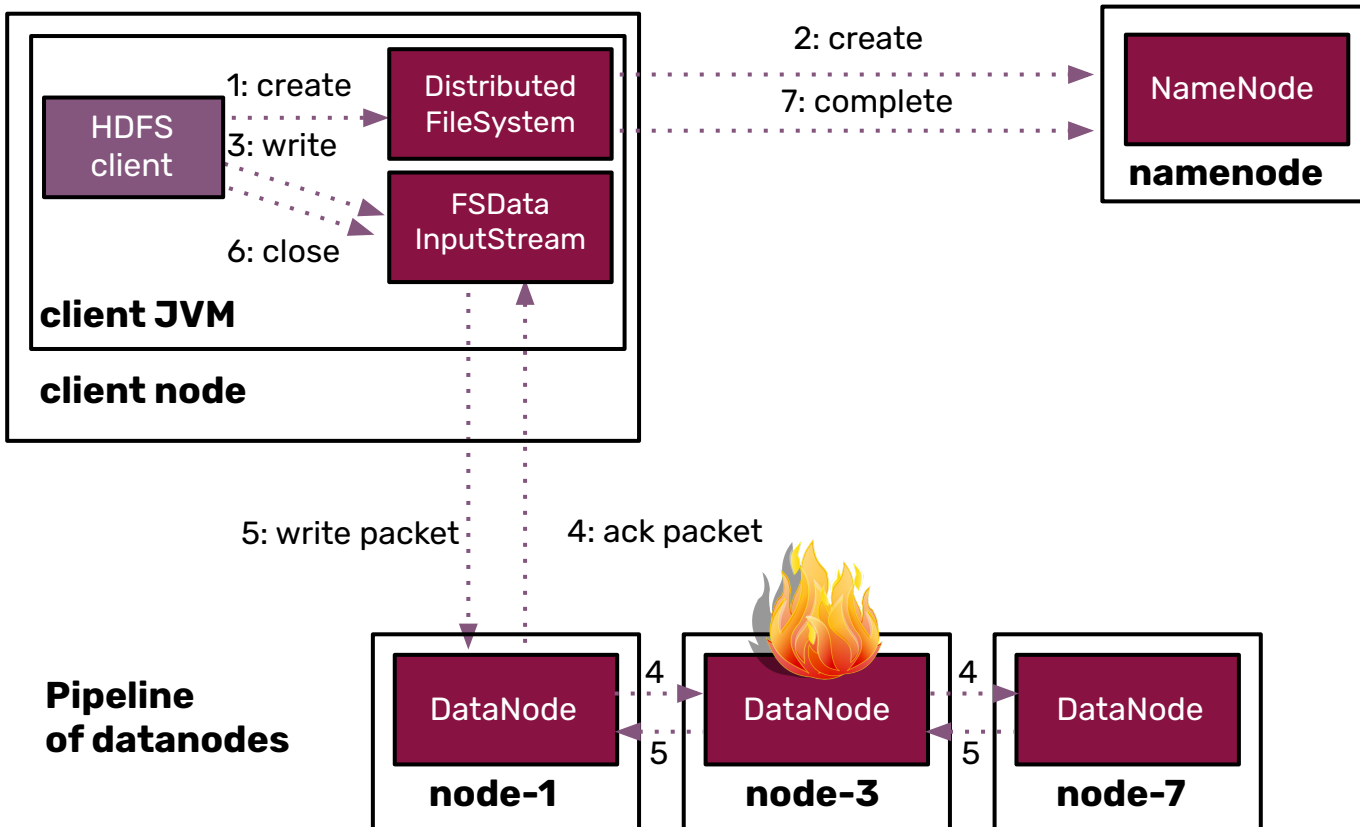 1: create
Distributed
FileSystem
2: create
7: complete
NameNode
namenode
HDFS
client
3: write
FSData
InputStream
6: close
client JVM
client node
5: write packet
4: ack packet
Pipeline
of datanodes
4
4
DataNode
DataNode
DataNode
5
5
node-1
node-3
node-7